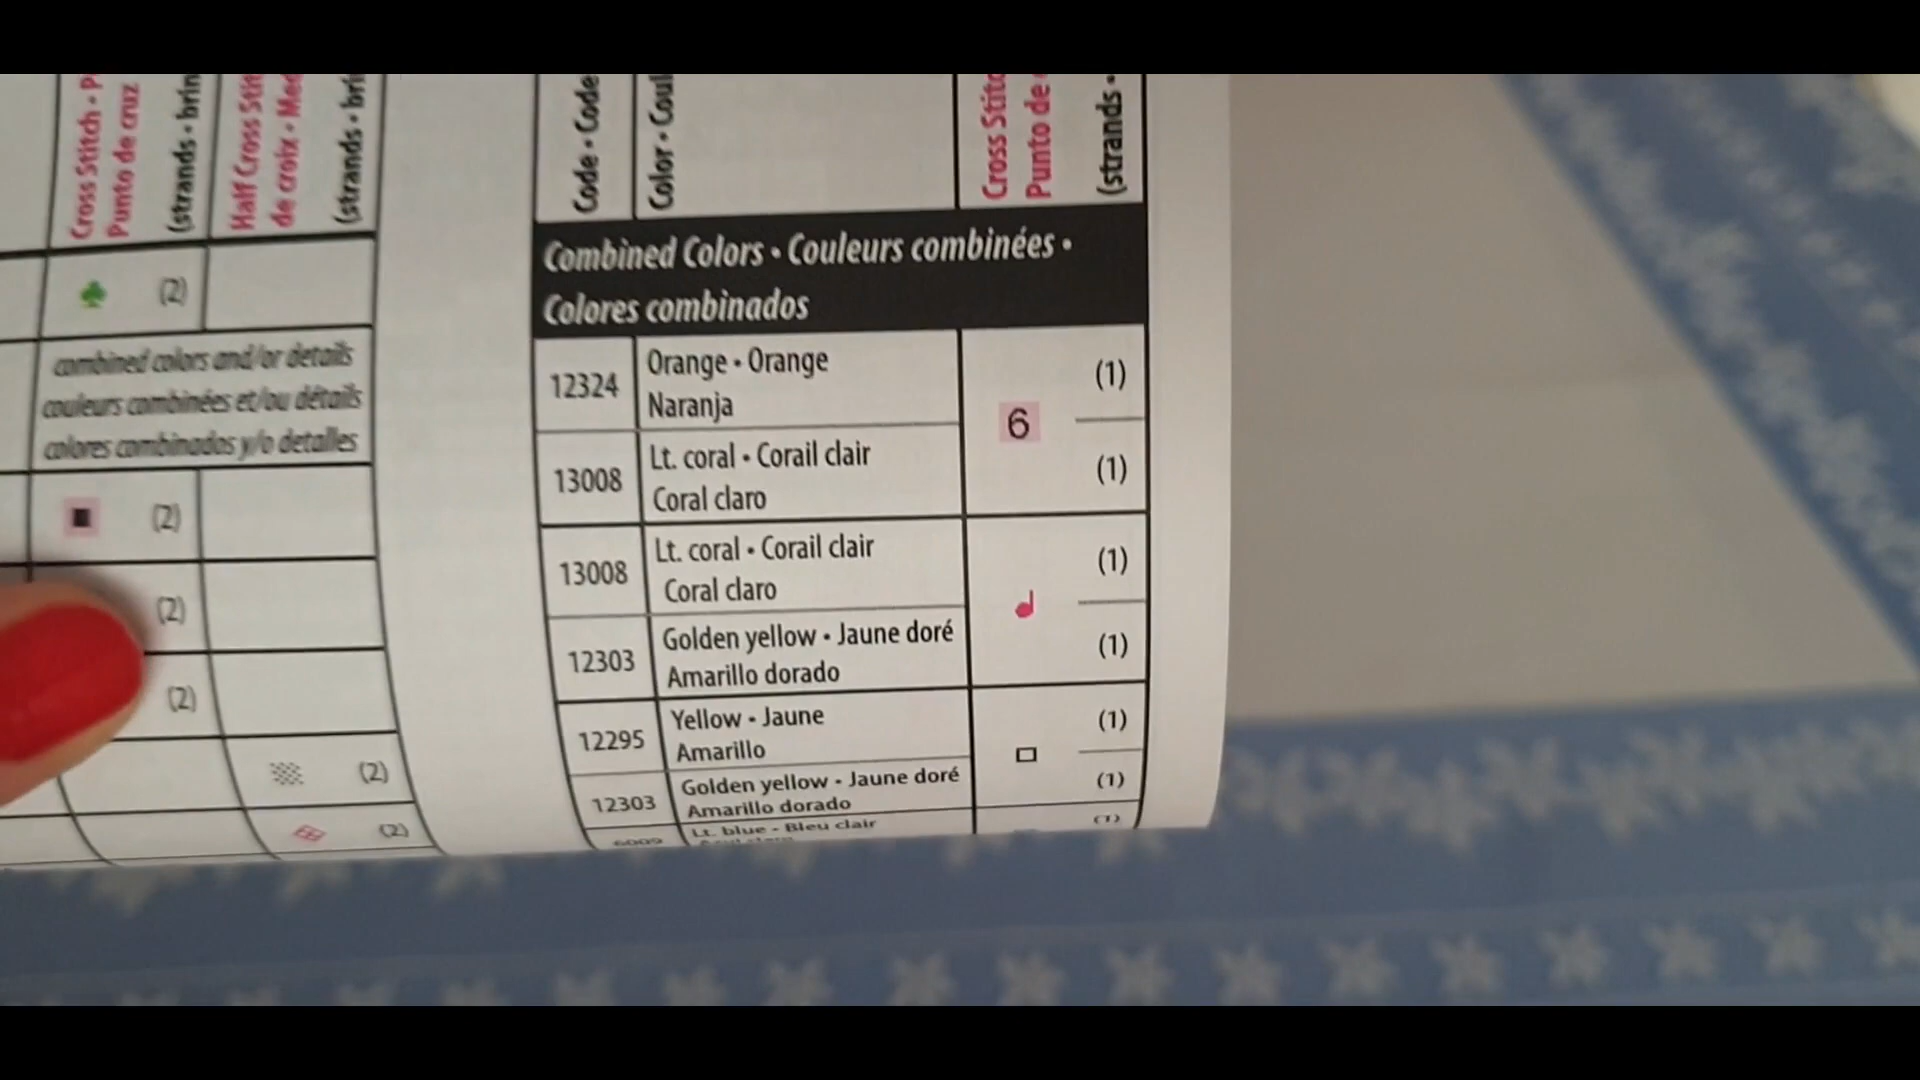 Cross Stitch • P
Punto de cruz
(strands • brin
Half Cross Stit
de croix • Med
(strands • bri
(2)
combined colors and/or details
couleurs combinées et/ou détails
colores combinados y/o detalles
(2)
(2)
(2)
(2)
(2)
Code • Code
Color • Coul
Cross Stitc
Punto de
(strands •
Combined Colors • Couleurs combinées •
Colores combinados
12324
Orange • Orange
Naranja
6
(1)
13008
Lt. coral • Corail clair
Coral claro
(1)
13008
Lt. coral • Corail clair
Coral claro
(1)
12303
Golden yellow • Jaune doré
Amarillo dorado
(1)
12295
Yellow • Jaune
Amarillo
(1)
12303
Golden yellow • Jaune doré
Amarillo dorado
(1)
Lt. blue • Bleu clair
(1)